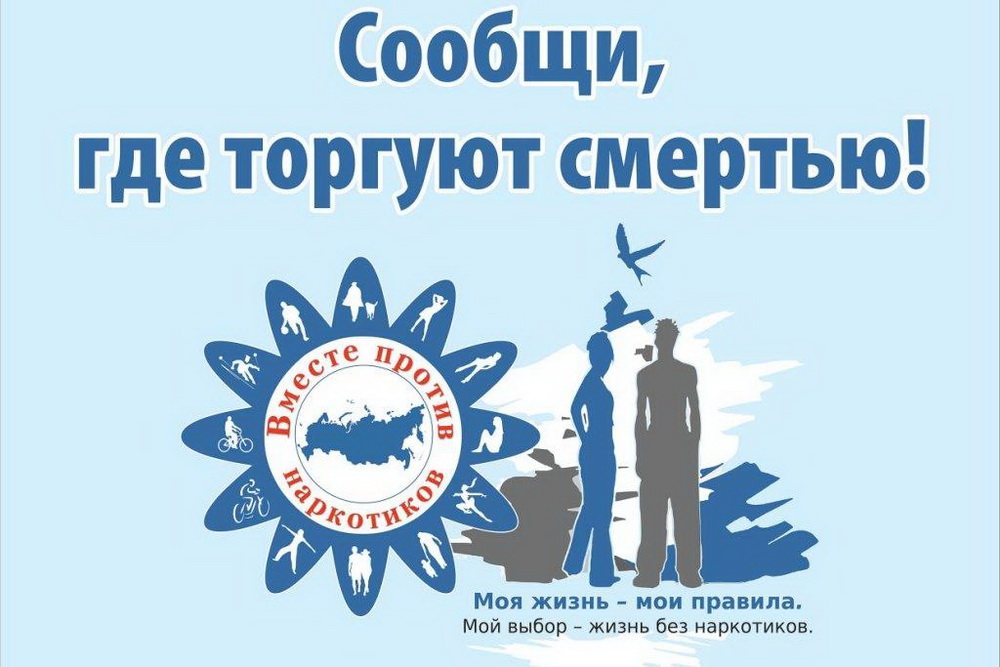 Сообщи,
где торгуют смертью!
Вместе против
наркотиков
Моя жизнь – мои правила.
Мой выбор – жизнь без наркотиков.